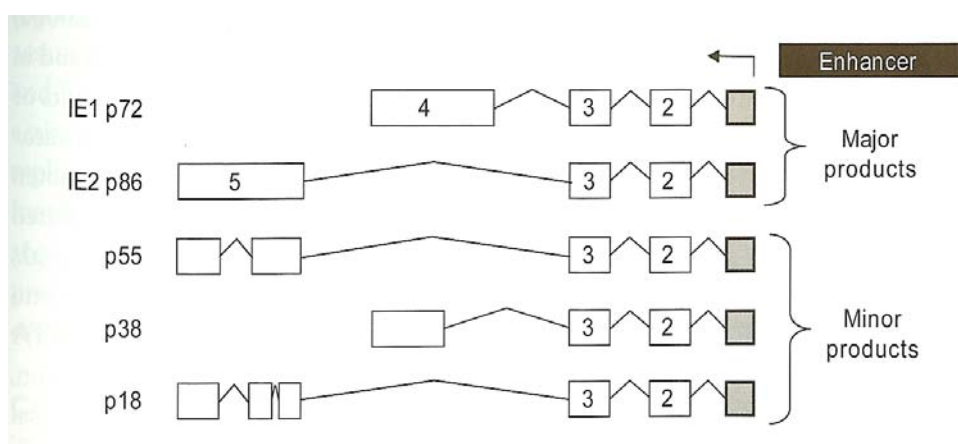 Enhancer
IE1 p72 4 3 2
Major
products
IE2 p86 5 3 2
p55 3 2
p38 3 2
Minor
products
p18 3 2